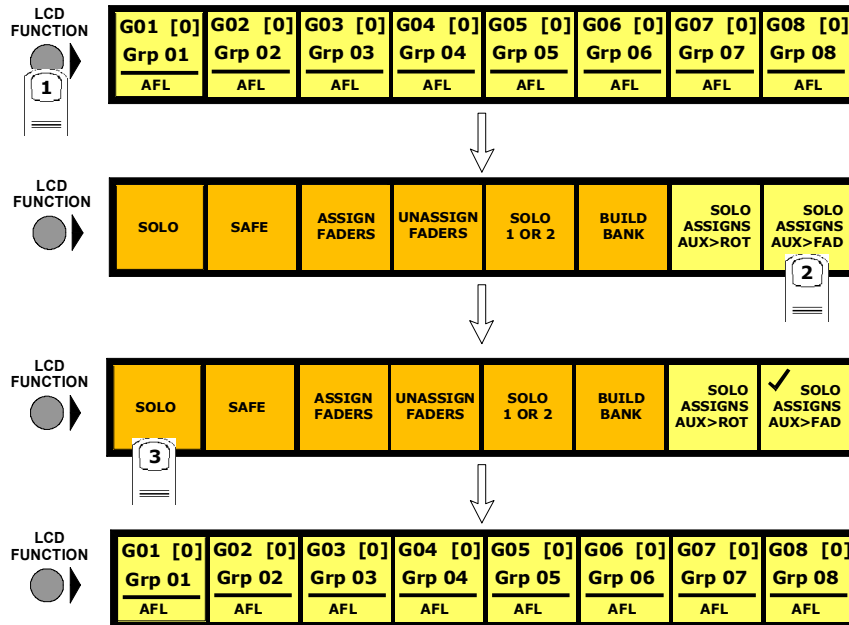 LCD
FUNCTION
G01 [0] G02 [0] G03 [0] G04 [0] G05 [0] G06 [0] G07 [0] G08 [0]
Grp 01 Grp 02 Grp 03 Grp 04 Grp 05 Grp 06 Grp 07 Grp 08
AFL AFL AFL AFL AFL AFL AFL AFL
1
LCD
FUNCTION
SOLO
SAFE
ASSIGN
FADERS
UNASSIGN
FADERS
SOLO
1 OR 2
BUILD
BANK
SOLO
ASSIGNS
AUX>ROT
SOLO
ASSIGNS
AUX>FAD
2
LCD
FUNCTION
SOLO
SAFE
ASSIGN
FADERS
UNASSIGN
FADERS
SOLO
1 OR 2
BUILD
BANK
SOLO
ASSIGNS
AUX>ROT
SOLO
ASSIGNS
AUX>FAD
3
LCD
FUNCTION
G01 [0] G02 [0] G03 [0] G04 [0] G05 [0] G06 [0] G07 [0] G08 [0]
Grp 01 Grp 02 Grp 03 Grp 04 Grp 05 Grp 06 Grp 07 Grp 08
AFL AFL AFL AFL AFL AFL AFL AFL